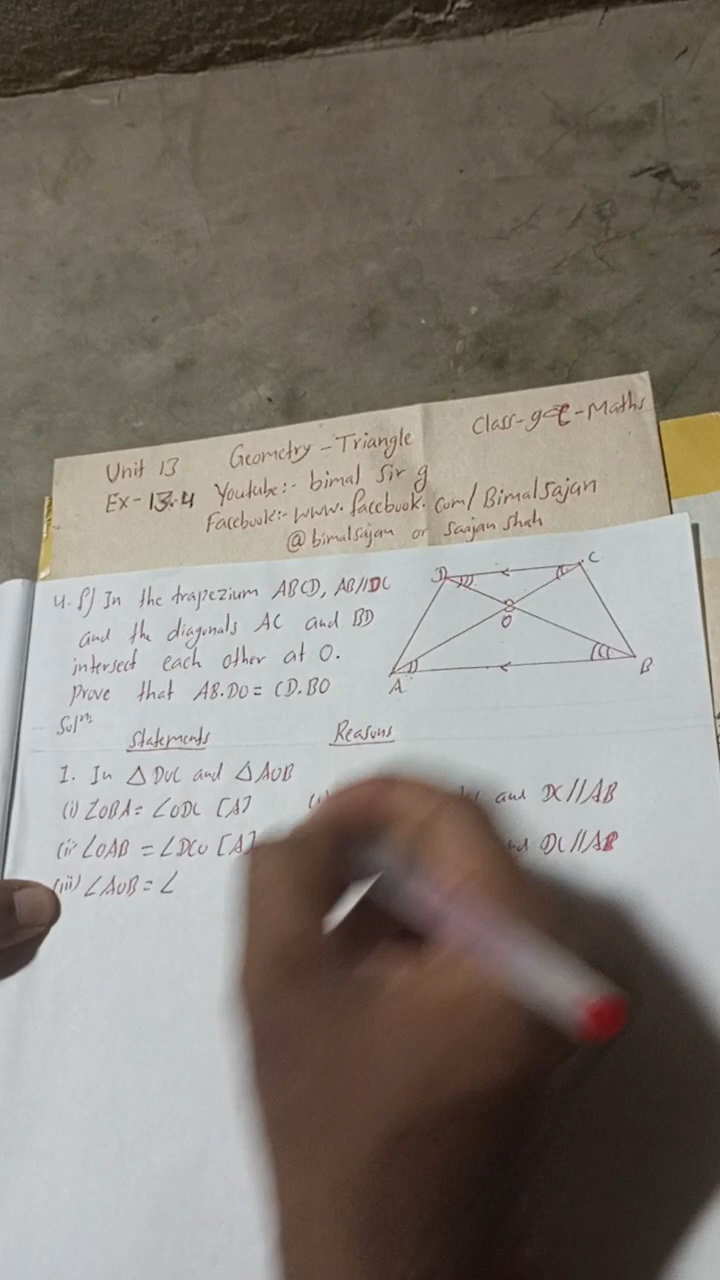 Unit 13 Geometry - Triangle Class-9 - Maths
Ex - 13.4 Youtube:- bimal Sir g
Facebook:- www.facebook.com/Bimalsajan
@bimalsajan or Saajan Shah
4. f) In the trapezium ABCD, AB//DC
and the diagonals AC and BD
intersect each other at O.
Prove that AB.DO = CD.BO
D C
O
A B
Solⁿ:
Statements Reasons
1. In △DOC and △AOB
(i) ∠OBA = ∠ODC [A] and DC//AB
(ii) ∠OAB = ∠DCO [A] and DC//AB
(iii) ∠AOB = ∠